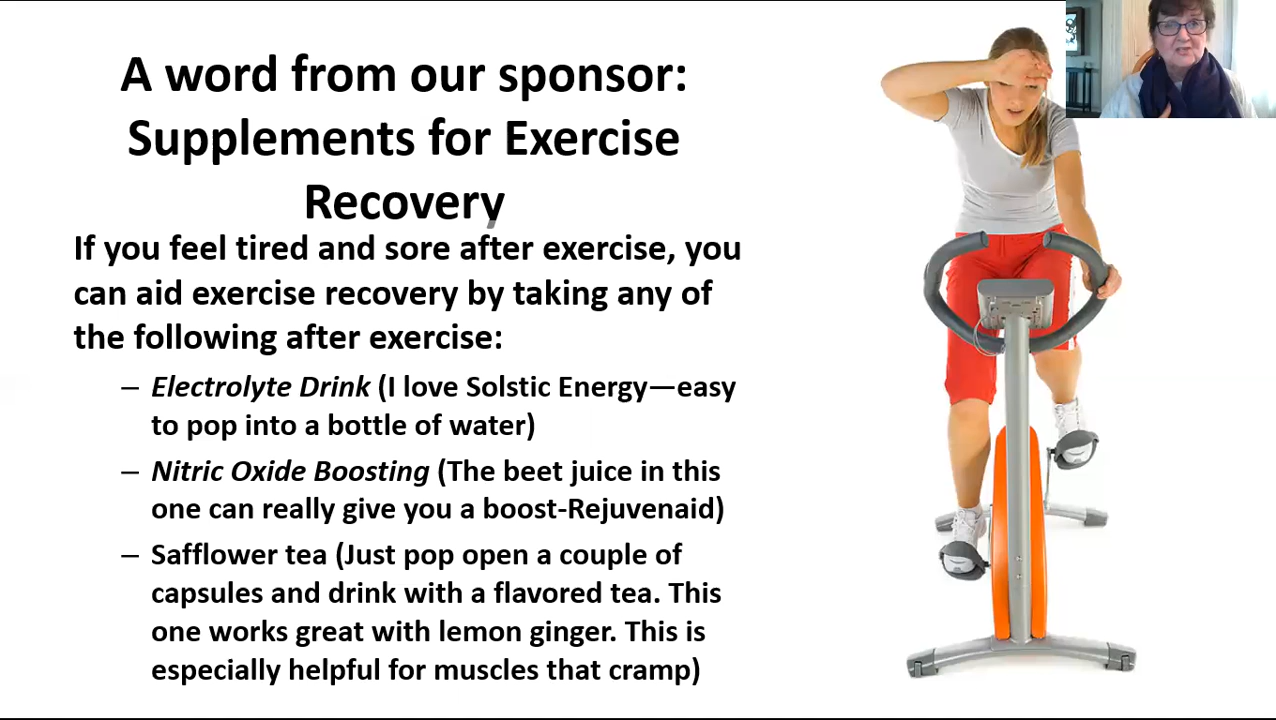 A word from our sponsor:
Supplements for Exercise
Recovery
If you feel tired and sore after exercise, you
can aid exercise recovery by taking any of
the following after exercise:
– Electrolyte Drink (I love Solstic Energy—easy
to pop into a bottle of water)
– Nitric Oxide Boosting (The beet juice in this
one can really give you a boost-Rejuvenaid)
– Safflower tea (Just pop open a couple of
capsules and drink with a flavored tea. This
one works great with lemon ginger. This is
especially helpful for muscles that cramp)